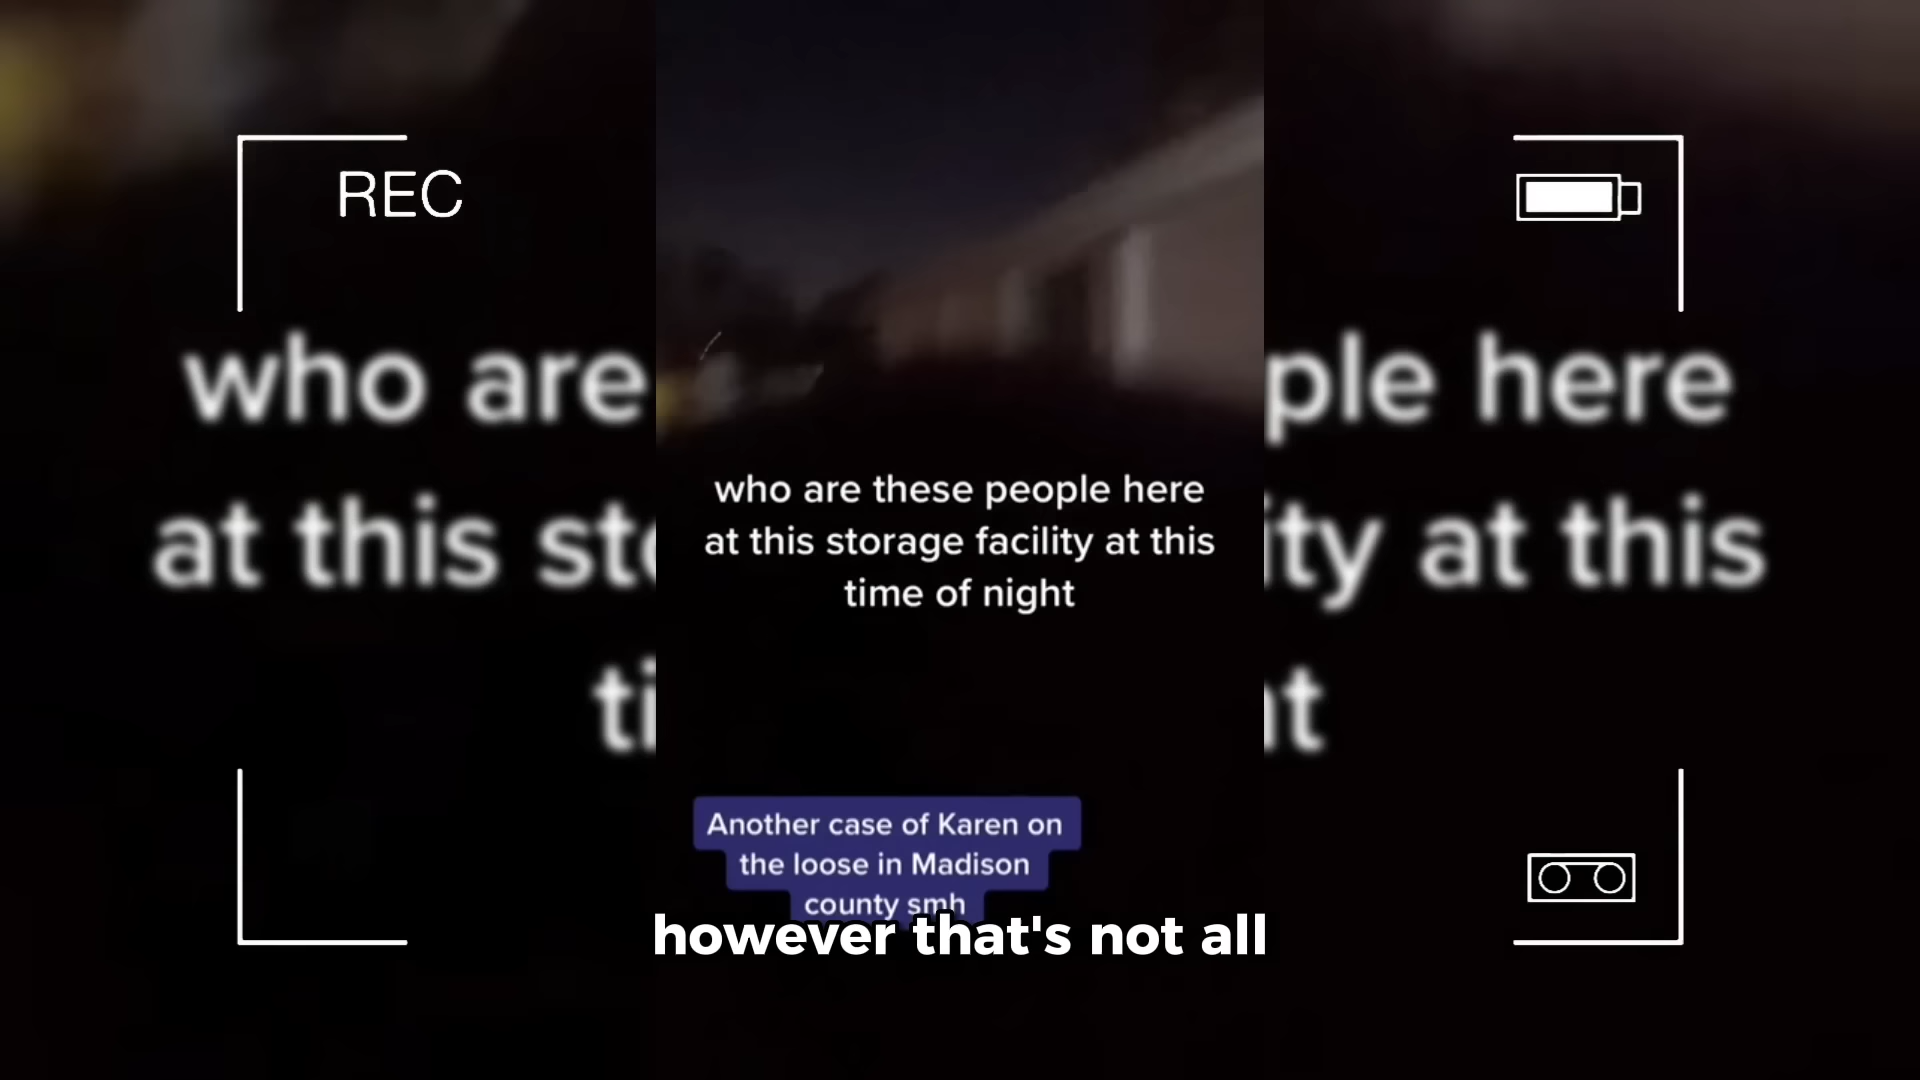 REC
who are these people here
at this storage facility at this
time of night
Another case of Karen on
the loose in Madison
county smh
however that's not all